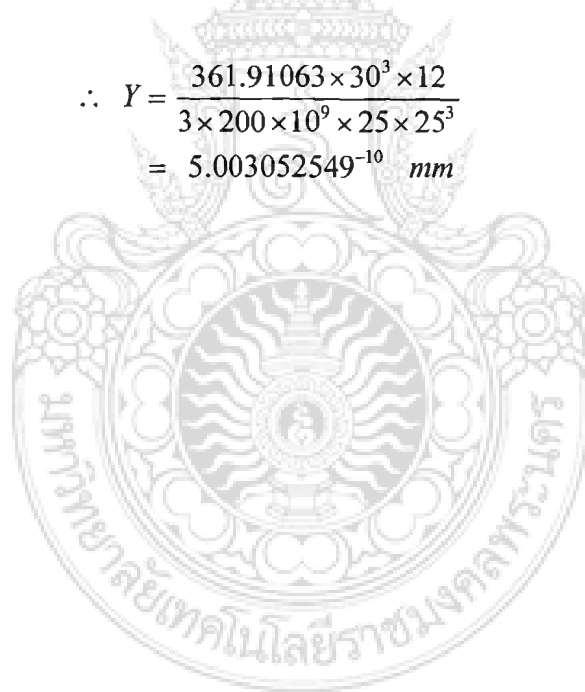 ∴ Y = \frac{361.91063 × 30³ × 12}{3 × 200 × 10⁹ × 25 × 25³}
= 5.003052549⁻¹⁰ mm
มหาวิทยาลัยเทคโนโลยีราชมงคลพระนคร